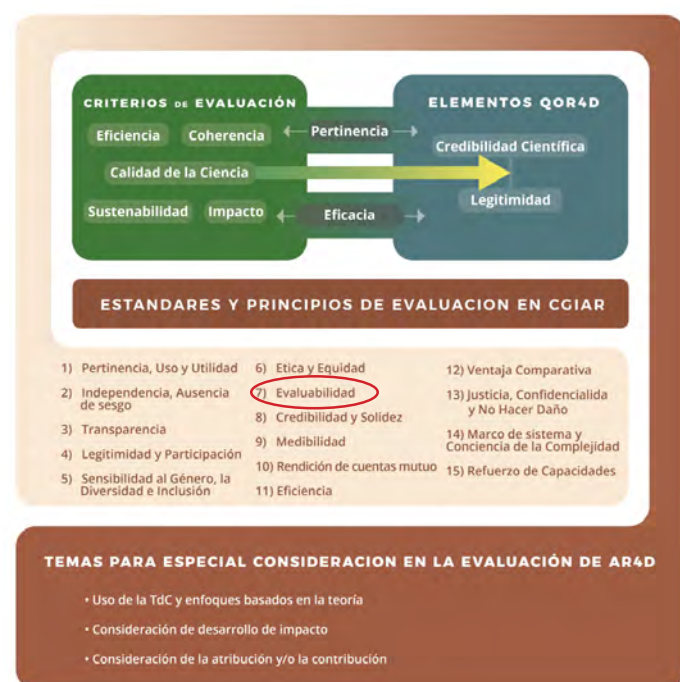 CRITERIOS DE EVALUACIÓN
Eficiencia
Coherencia
Calidad de la Ciencia
Sustenabilidad
Impacto
Pertinencia
Eficacia
ELEMENTOS QOR4D
Credibilidad Científica
Legitimidad
ESTANDARES Y PRINCIPIOS DE EVALUACION EN CGIAR
1) Pertinencia, Uso y Utilidad
2) Independencia, Ausencia
de sesgo
3) Transparencia
4) Legitimidad y Participación
5) Sensibilidad al Género, la
Diversidad e Inclusión
6) Etica y Equidad
7) Evaluabilidad
8) Credibilidad y Solidez
9) Medibilidad
10) Rendición de cuentas mutuo
11) Eficiencia
12) Ventaja Comparativa
13) Justicia, Confidencialida
y No Hacer Daño
14) Marco de sistema y
Conciencia de la Complejidad
15) Refuerzo de Capacidades
TEMAS PARA ESPECIAL CONSIDERACION EN LA EVALUACIÓN DE AR4D
• Uso de la TdC y enfoques basados en la teoría
• Consideración de desarrollo de impacto
• Consideración de la atribución y/o la contribución